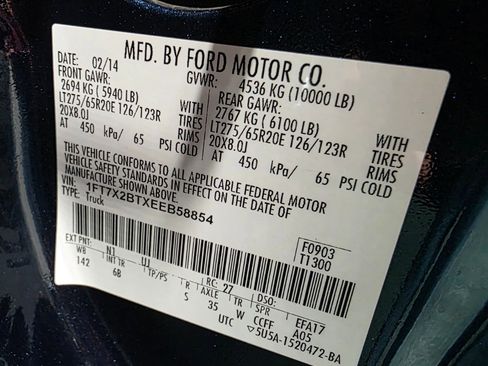 MFD. BY FORD MOTOR CO.
DATE: 02/14 GVWR: 4536 KG (10000 LB)
FRONT GAWR: REAR GAWR:
2694 KG ( 5940 LB) WITH 2767 KG ( 6100 LB) WITH
LT275/65R20E 126/123R TIRES LT275/65R20E 126/123R TIRES
20X8.0J RIMS 20X8.0J RIMS
AT 450 kPa/ 65 PSI COLD AT 450 kPa/ 65 PSI COLD
THIS VEHICLE CONFORMS TO ALL APPLICABLE FEDERAL MOTOR
VEHICLE SAFETY STANDARDS IN EFFECT ON THE DATE OF
VIN: 1FT7X2BTXEEB58854
TYPE: Truck
F0903
T1300
EXT PNT: N1 UJ RC: 27 DSO:
WB INT TR TP/PS R AXLE TR SPR EFA17
142 6B S 35 W CCFF A05
UTC ▽5U5A-1520472-BA